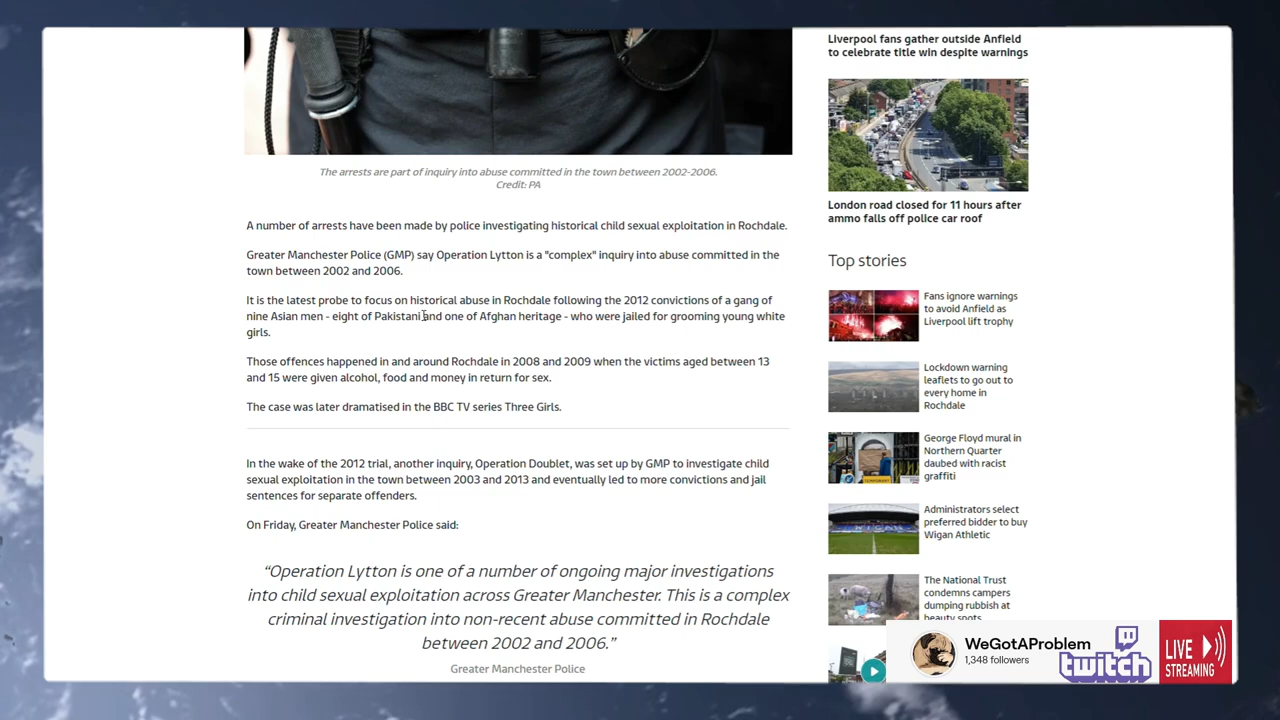 The arrests are part of inquiry into abuse committed in the town between 2002-2006.
Credit: PA
A number of arrests have been made by police investigating historical child sexual exploitation in Rochdale.
Greater Manchester Police (GMP) say Operation Lytton is a "complex" inquiry into abuse committed in the
town between 2002 and 2006.
It is the latest probe to focus on historical abuse in Rochdale following the 2012 convictions of a gang of
nine Asian men - eight of Pakistani and one of Afghan heritage - who were jailed for grooming young white
girls.
Those offences happened in and around Rochdale in 2008 and 2009 when the victims aged between 13
and 15 were given alcohol, food and money in return for sex.
The case was later dramatised in the BBC TV series Three Girls.
In the wake of the 2012 trial, another inquiry, Operation Doublet, was set up by GMP to investigate child
sexual exploitation in the town between 2003 and 2013 and eventually led to more convictions and jail
sentences for separate offenders.
On Friday, Greater Manchester Police said:
“Operation Lytton is one of a number of ongoing major investigations
into child sexual exploitation across Greater Manchester. This is a complex
criminal investigation into non-recent abuse committed in Rochdale
between 2002 and 2006.”
Greater Manchester Police
Liverpool fans gather outside Anfield
to celebrate title win despite warnings
London road closed for 11 hours after
ammo falls off police car roof
Top stories
Fans ignore warnings
to avoid Anfield as
Liverpool lift trophy
Lockdown warning
leaflets to go out to
every home in
Rochdale
George Floyd mural in
Northern Quarter
daubed with racist
graffiti
Administrators select
preferred bidder to buy
Wigan Athletic
The National Trust
condemns campers
dumping rubbish at
beauty spots
WeGotAProblem
1,348 followers
twitch
LIVE
STREAMING